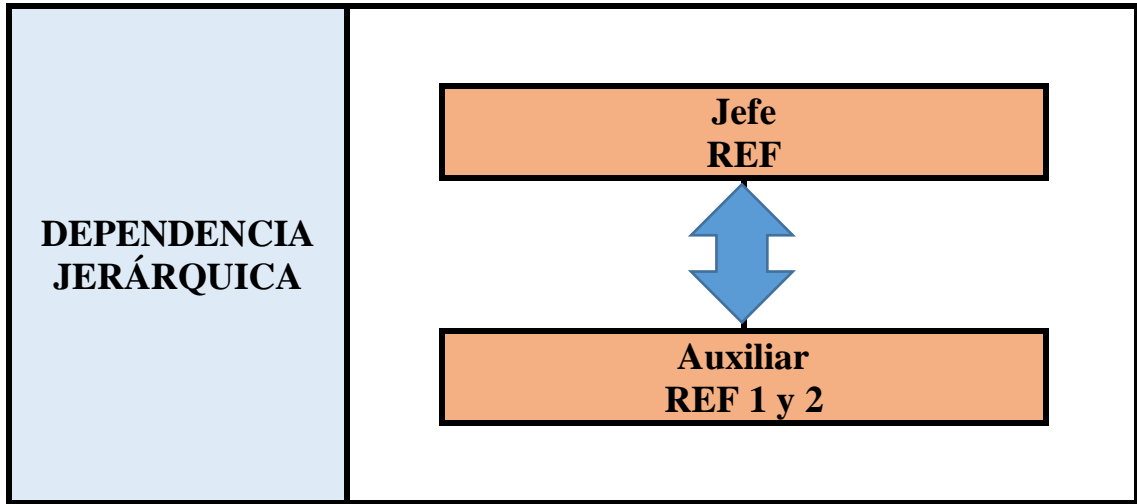 DEPENDENCIA
JERÁRQUICA
Jefe
REF
Auxiliar
REF 1 y 2